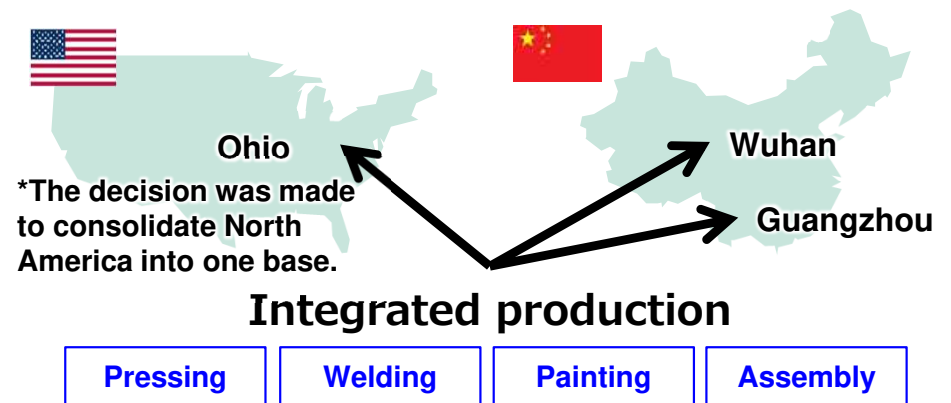 Ohio
*The decision was made
to consolidate North
America into one base.
Wuhan
Guangzhou
Integrated production
Pressing
Welding
Painting
Assembly